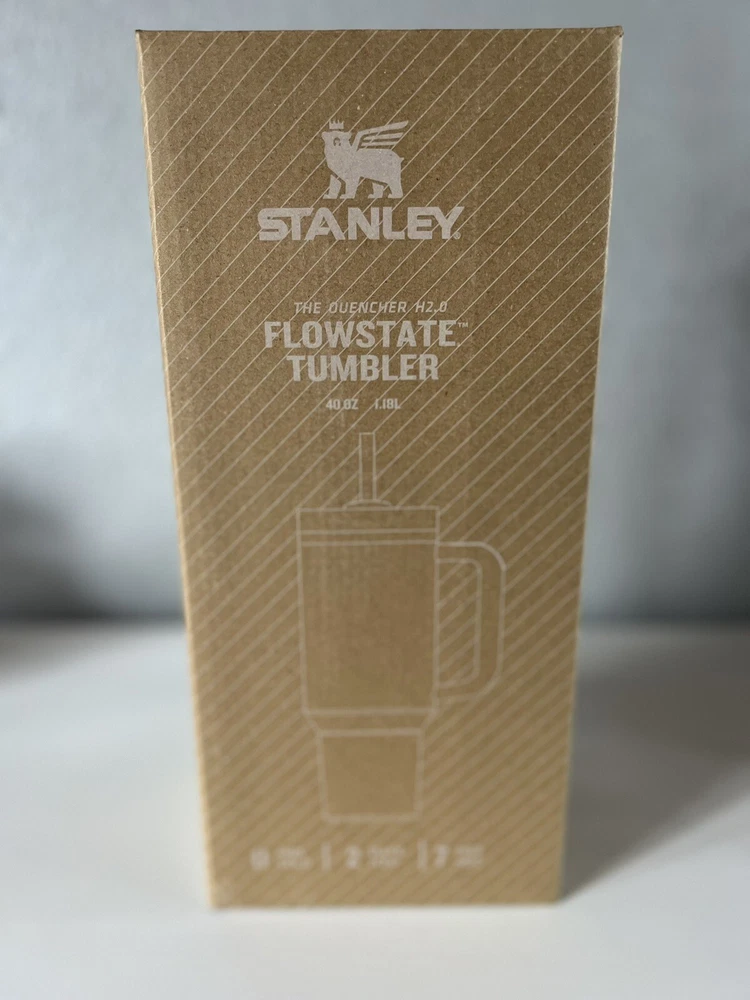 STANLEY®
THE QUENCHER H2.0
FLOWSTATE™
TUMBLER
40 OZ 1.18L